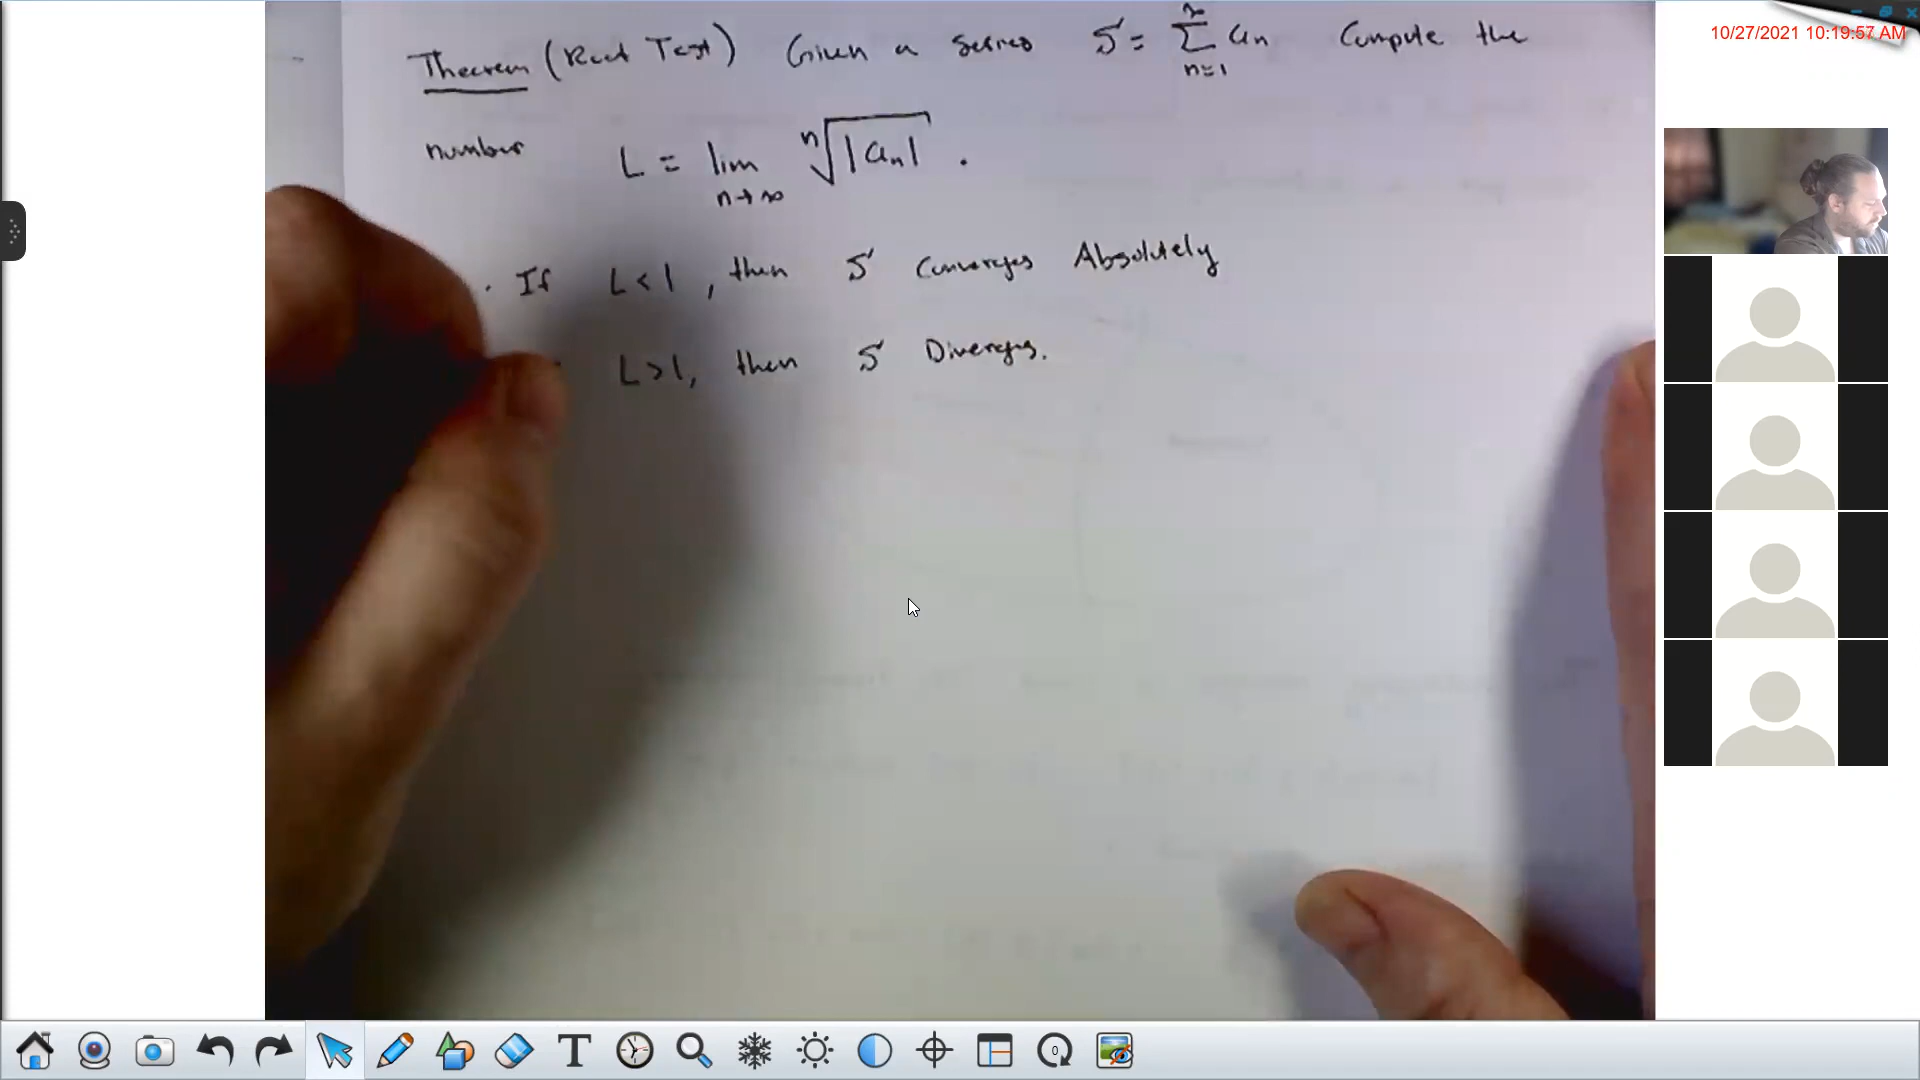 10/27/2021 10:19:57 AM
Theorem (Root Test) Given a series S = ∑_{n=1}^{∞} a_n Compute the
number L = lim_{n→∞} ⁿ√|a_n| .
· If L < 1 , then S Converges Absolutely
L > 1, then S Diverges.
T
0